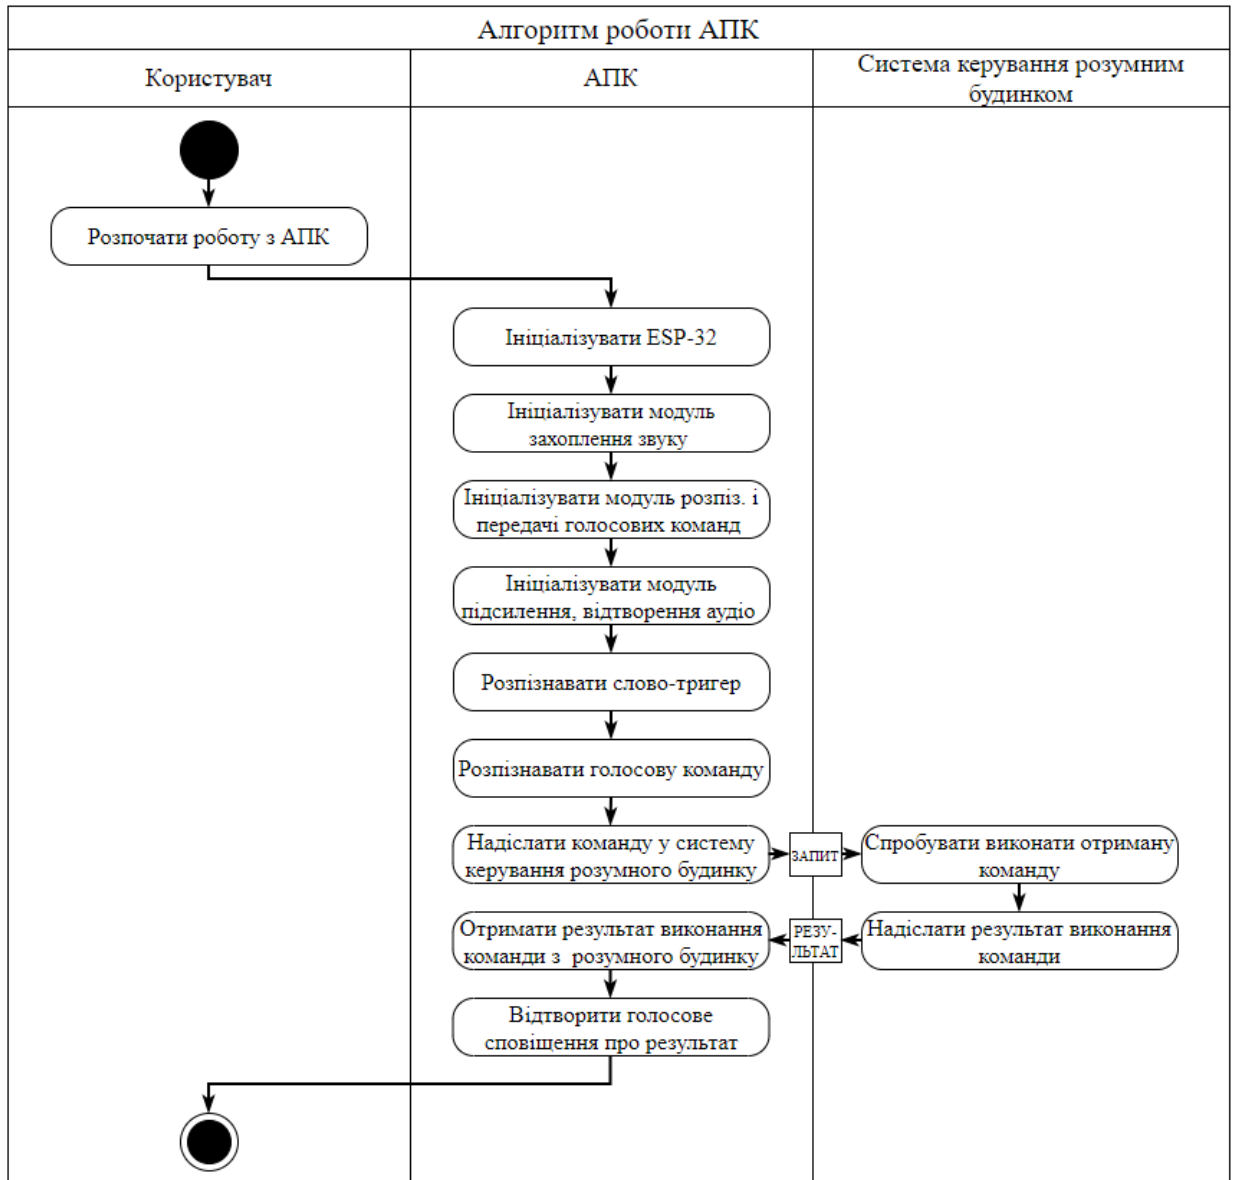 Алгоритм роботи АПК
Користувач
АПК
Система керування розумним
будинком
Розпочати роботу з АПК
Ініціалізувати ESP-32
Ініціалізувати модуль
захоплення звуку
Ініціалізувати модуль розпіз. і
передачі голосових команд
Ініціалізувати модуль
підсилення, відтворення аудіо
Розпізнавати слово-тригер
Розпізнавати голосову команду
Надіслати команду у систему
керування розумного будинку
ЗАПИТ
Спробувати виконати отриману
команду
Отримати результат виконання
команди з розумного будинку
РЕЗУ-
ЛЬТАТ
Надіслати результат виконання
команди
Відтворити голосове
сповіщення про результат